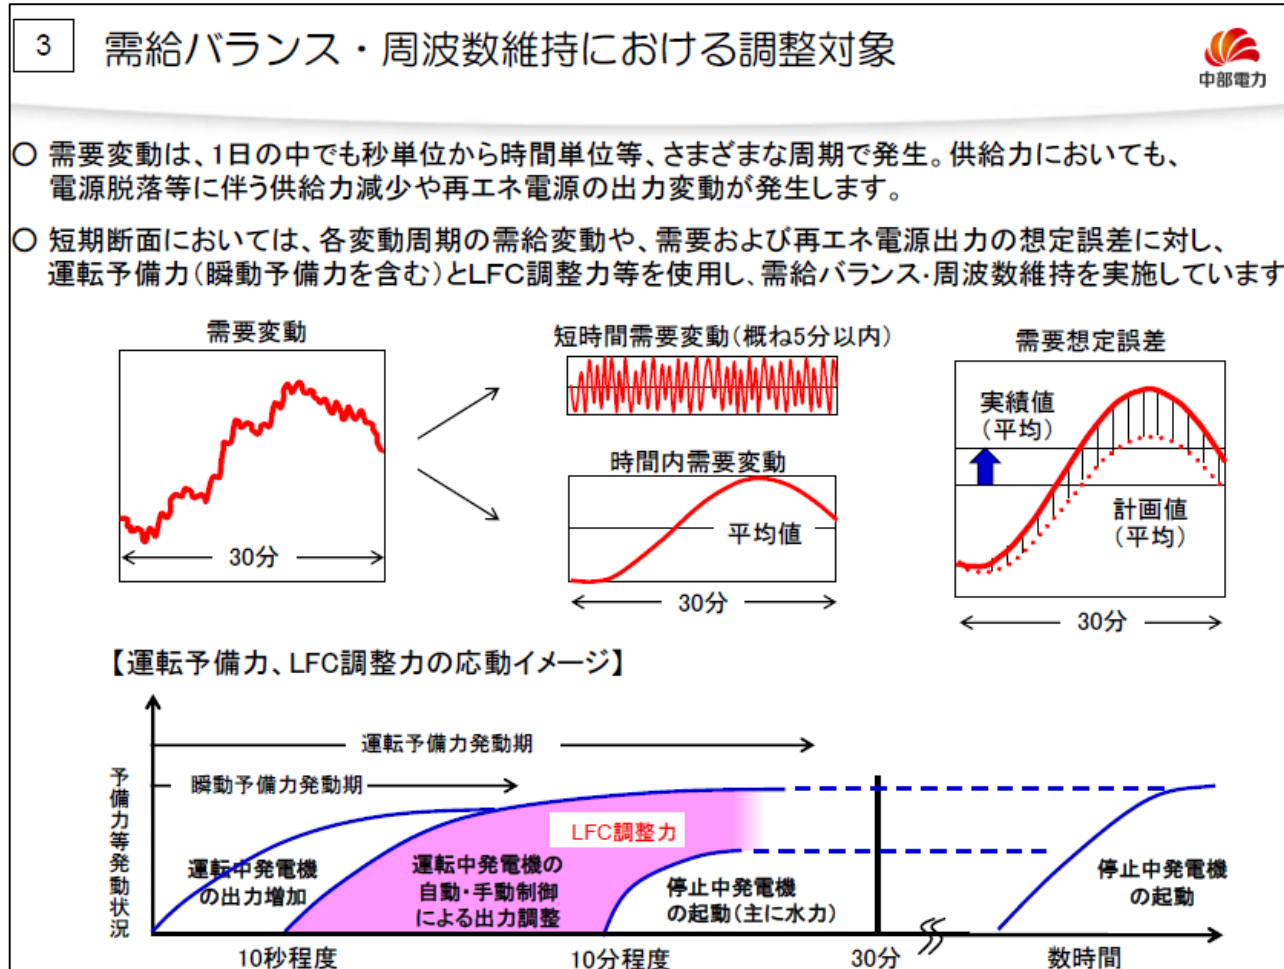 3
需給バランス・周波数維持における調整対象
中部電力
○ 需要変動は、1日の中でも秒単位から時間単位等、さまざまな周期で発生。供給力においても、
電源脱落等に伴う供給力減少や再エネ電源の出力変動が発生します。
○ 短期断面においては、各変動周期の需給変動や、需要および再エネ電源出力の想定誤差に対し、
運転予備力(瞬動予備力を含む)とLFC調整力等を使用し、需給バランス・周波数維持を実施しています
需要変動
30分
短時間需要変動(概ね5分以内)
時間内需要変動
平均値
30分
需要想定誤差
実績値
(平均)
計画値
(平均)
30分
【運転予備力、LFC調整力の応動イメージ】
予備力等発動状況
運転予備力発動期
瞬動予備力発動期
LFC調整力
運転中発電機
の出力増加
運転中発電機の
自動・手動制御
による出力調整
停止中発電機
の起動(主に水力)
停止中発電機
の起動
10秒程度
10分程度
30分
数時間